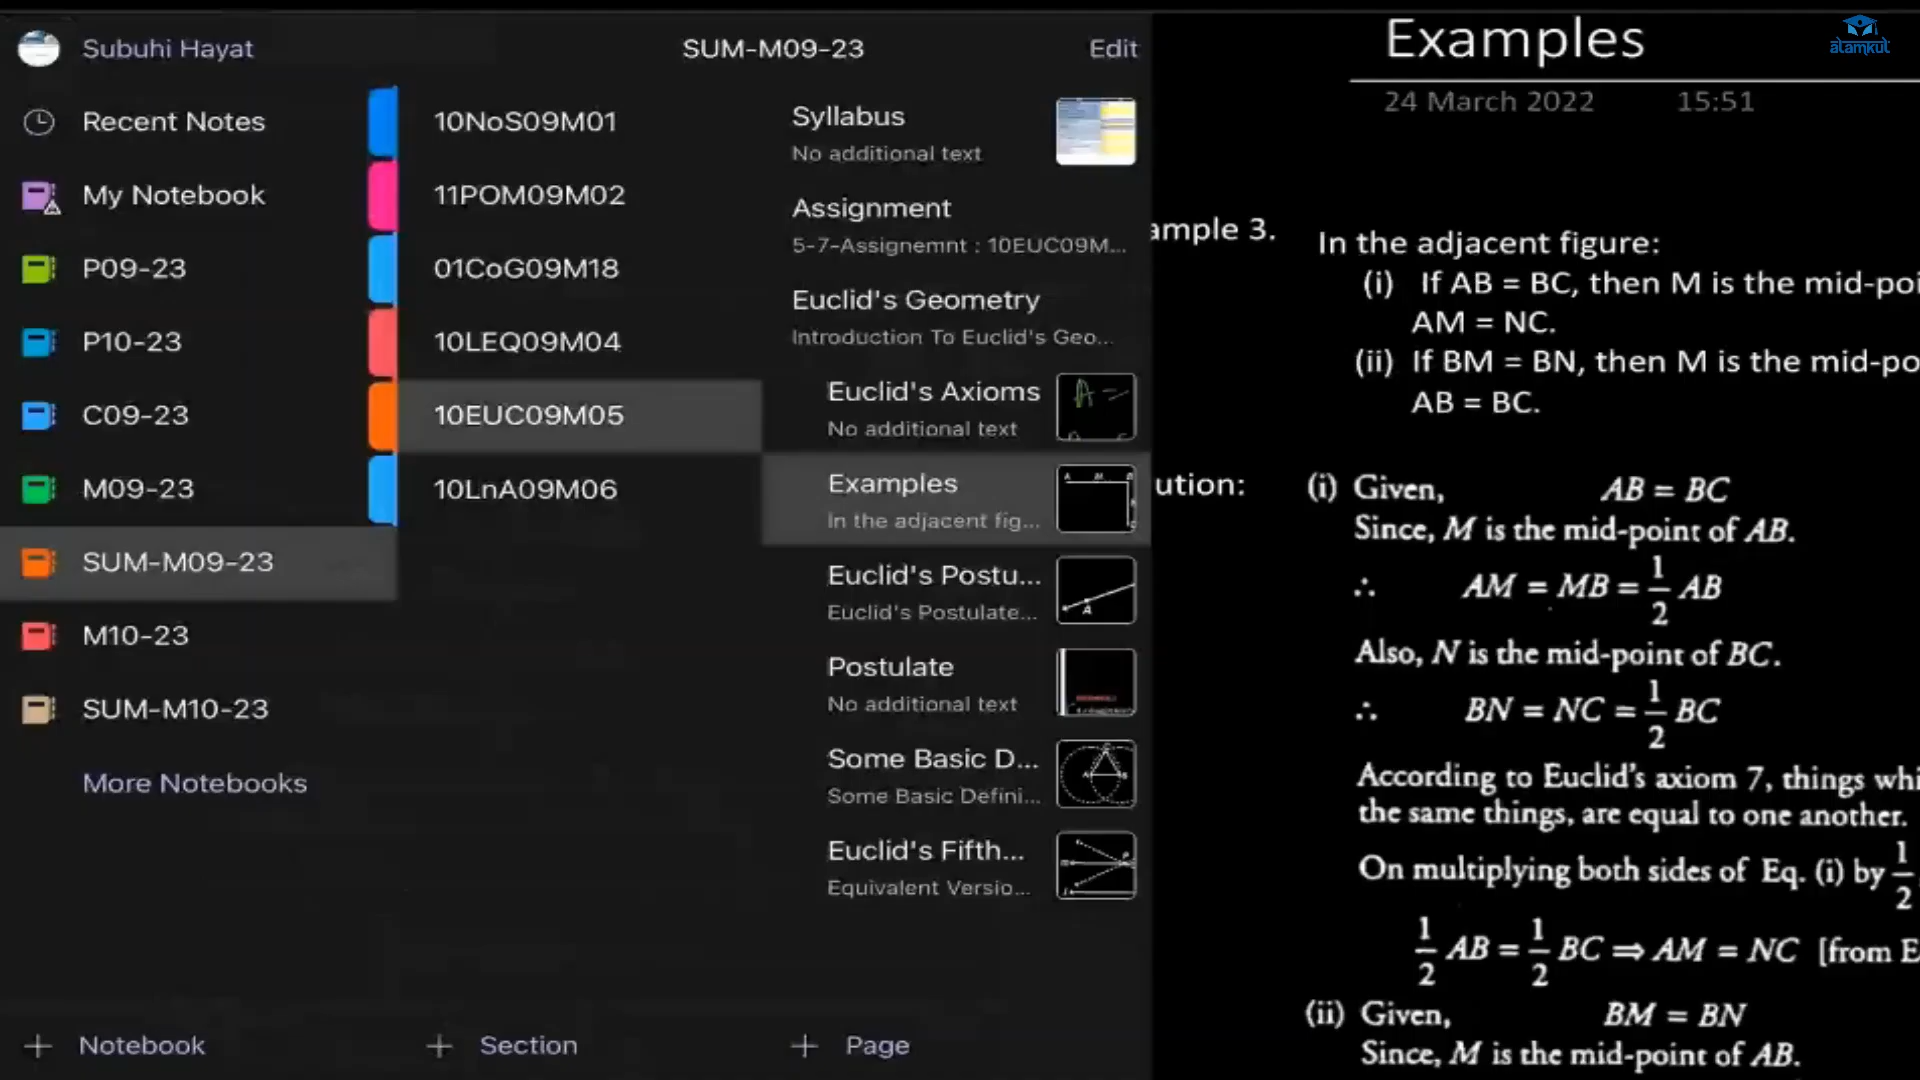 Subuhi Hayat
Recent Notes
My Notebook
P09-23
P10-23
C09-23
M09-23
SUM-M09-23
M10-23
SUM-M10-23
More Notebooks
Notebook
10NoS09M01
11POM09M02
01CoG09M18
10LEQ09M04
10EUC09M05
10LnA09M06
Section
SUM-M09-23
Edit
Syllabus
No additional text
Assignment
5-7-Assignemnt : 10EUC09M...
Euclid's Geometry
Introduction To Euclid's Geo...
Euclid's Axioms
No additional text
Examples
In the adjacent fig...
Euclid's Postu...
Euclid's Postulate...
Postulate
No additional text
Some Basic D...
Some Basic Defini...
Euclid's Fifth...
Equivalent Versio...
Page
Examples
alamkut
24 March 2022 15:51
ample 3.
In the adjacent figure:
(i) If AB = BC, then M is the mid-poi
AM = NC.
(ii) If BM = BN, then M is the mid-po
AB = BC.
ution:
(i) Given, AB = BC
Since, M is the mid-point of AB.
∴ AM = MB = 1/2 AB
Also, N is the mid-point of BC.
∴ BN = NC = 1/2 BC
According to Euclid's axiom 7, things whi
the same things, are equal to one another.
On multiplying both sides of Eq. (i) by 1/2
1/2 AB = 1/2 BC ⇒ AM = NC [from E
(ii) Given, BM = BN
Since, M is the mid-point of AB.